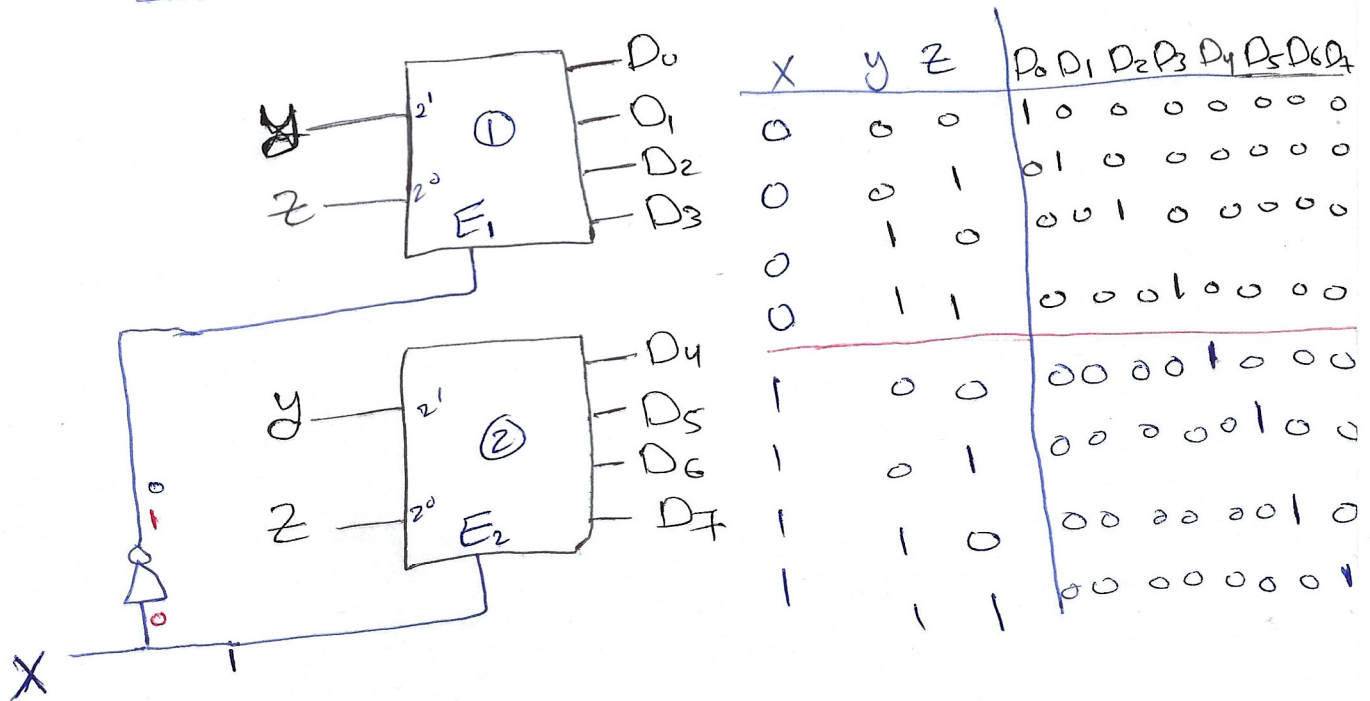 D0
y 2¹ ① O1
z 2⁰ D2
E1 D3
D4
y 2¹ ② D5
D6
z 2⁰ E2 D7
0
1
0
X 1
X y z D0 D1 D2 D3 D4 D5 D6 D7
0 0 0 1 0 0 0 0 0 0 0
0 0 1 0 1 0 0 0 0 0 0
0 1 0 0 0 1 0 0 0 0 0
0 1 1 0 0 0 1 0 0 0 0
1 0 0 0 0 0 0 1 0 0 0
1 0 1 0 0 0 0 0 1 0 0
1 1 0 0 0 0 0 0 0 1 0
1 1 1 0 0 0 0 0 0 0 1